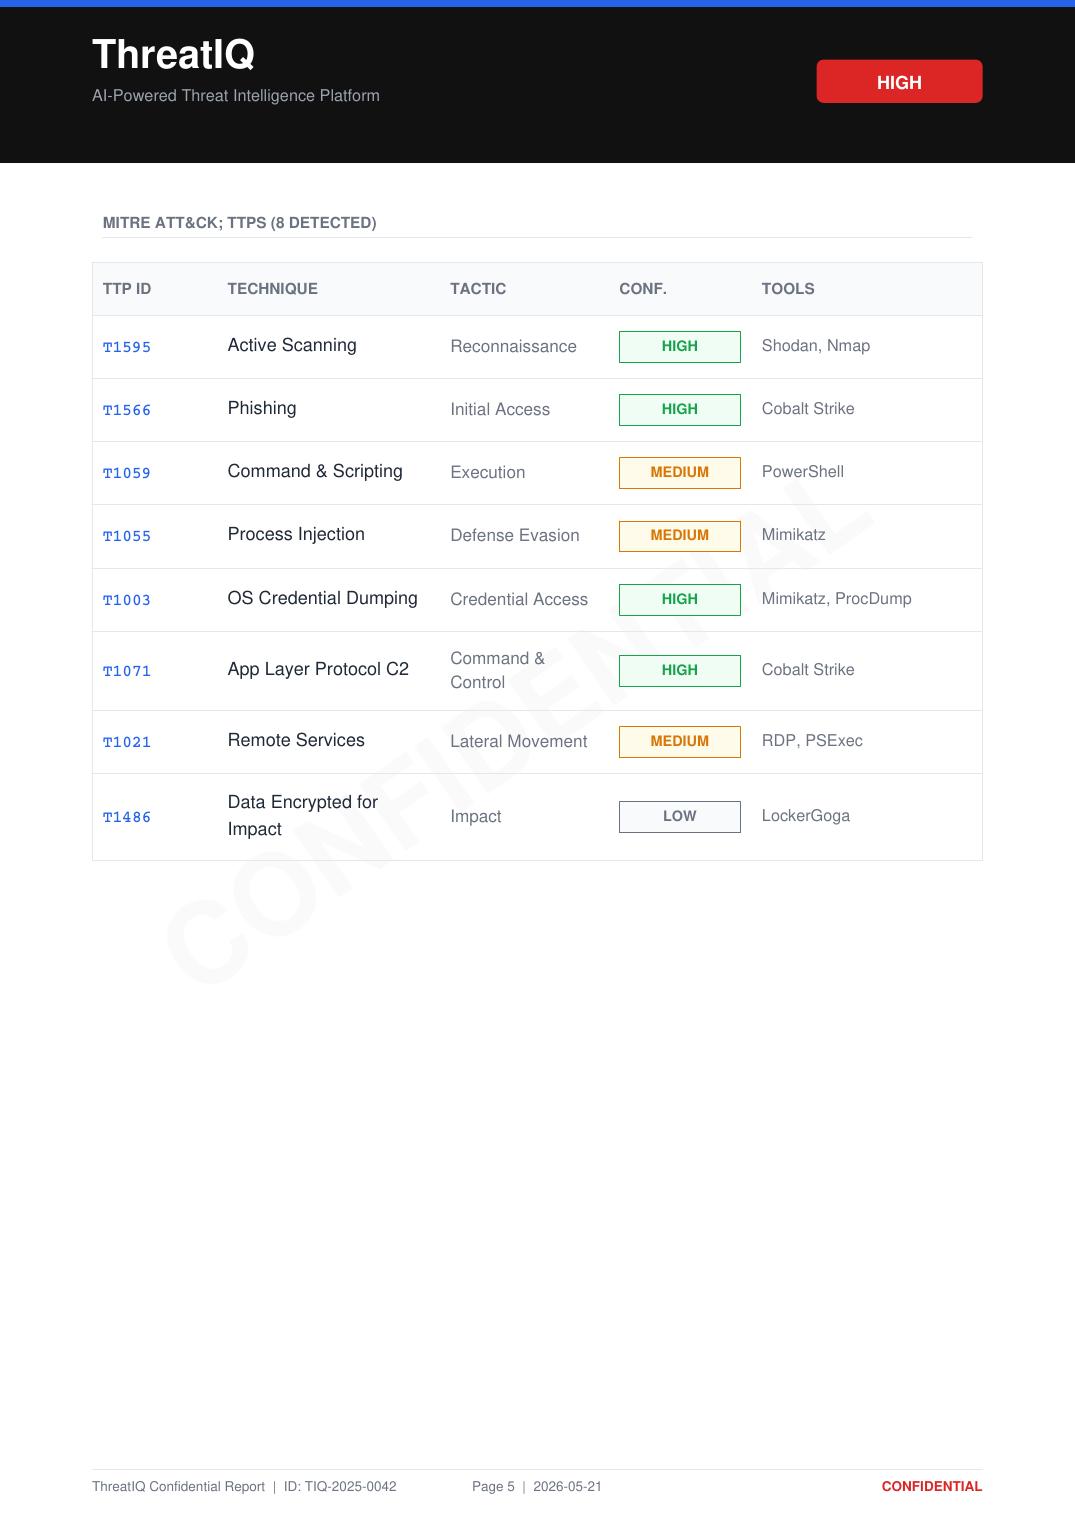 ThreatIQ
AI-Powered Threat Intelligence Platform
HIGH
MITRE ATT&CK; TTPS (8 DETECTED)
TTP ID TECHNIQUE TACTIC CONF. TOOLS
T1595 Active Scanning Reconnaissance HIGH Shodan, Nmap
T1566 Phishing Initial Access HIGH Cobalt Strike
T1059 Command & Scripting Execution MEDIUM PowerShell
T1055 Process Injection Defense Evasion MEDIUM Mimikatz
T1003 OS Credential Dumping Credential Access HIGH Mimikatz, ProcDump
T1071 App Layer Protocol C2 Command &
Control HIGH Cobalt Strike
T1021 Remote Services Lateral Movement MEDIUM RDP, PSExec
T1486 Data Encrypted for
Impact Impact LOW LockerGoga
CONFIDENTIAL
ThreatIQ Confidential Report | ID: TIQ-2025-0042 Page 5 | 2026-05-21 CONFIDENTIAL